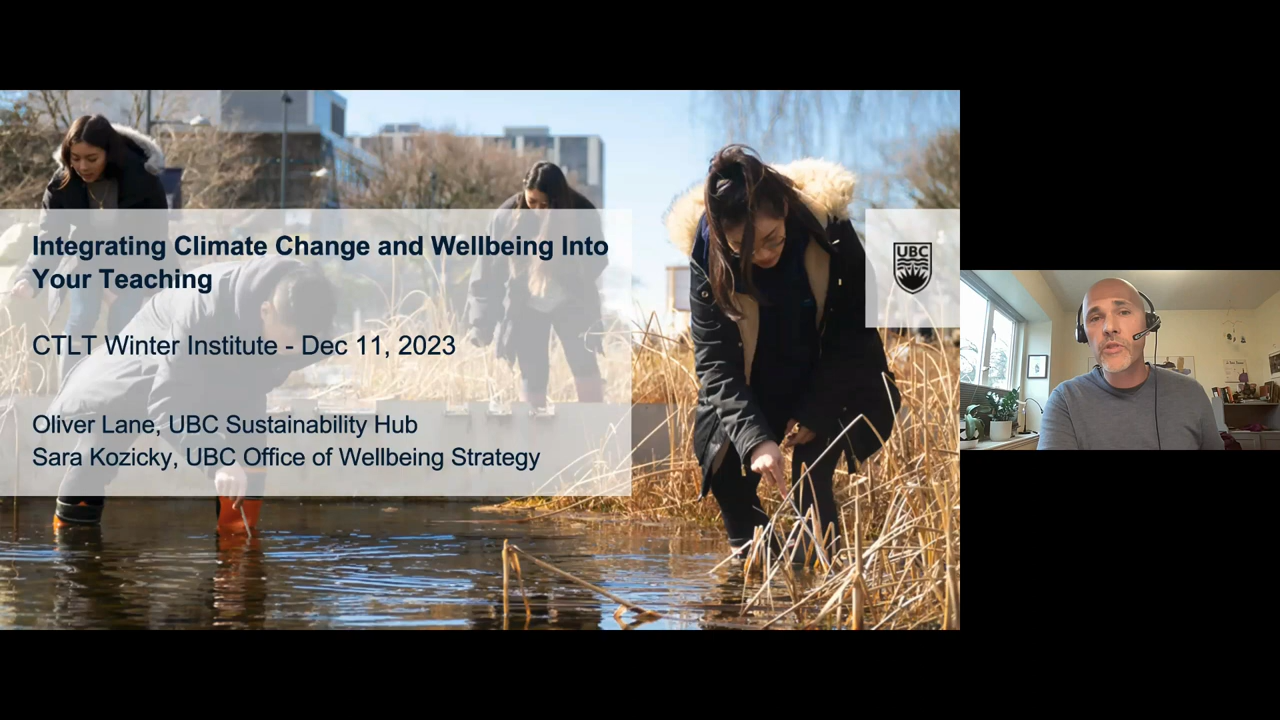 Integrating Climate Change and Wellbeing Into
Your Teaching
CTLT Winter Institute - Dec 11, 2023
Oliver Lane, UBC Sustainability Hub
Sara Kozicky, UBC Office of Wellbeing Strategy
UBC